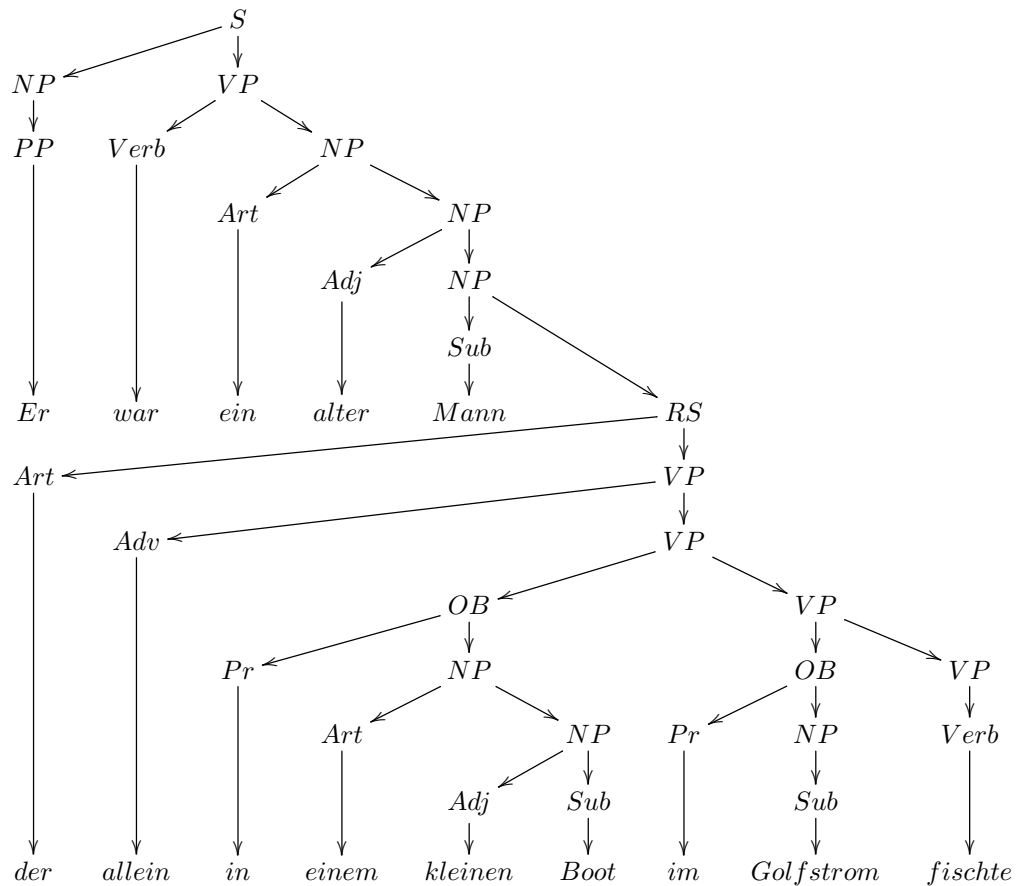 S
NP VP
PP Verb NP
Art NP
Adj NP
Sub
Er war ein alter Mann RS
Art VP
Adv VP
OB VP
Pr NP OB VP
Art NP Pr NP Verb
Adj Sub Sub
der allein in einem kleinen Boot im Golfstrom fischte